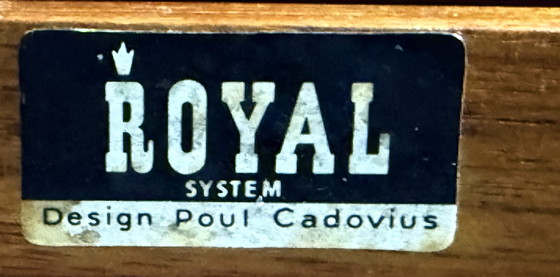 ROYAL
SYSTEM
Design Poul Cadovius